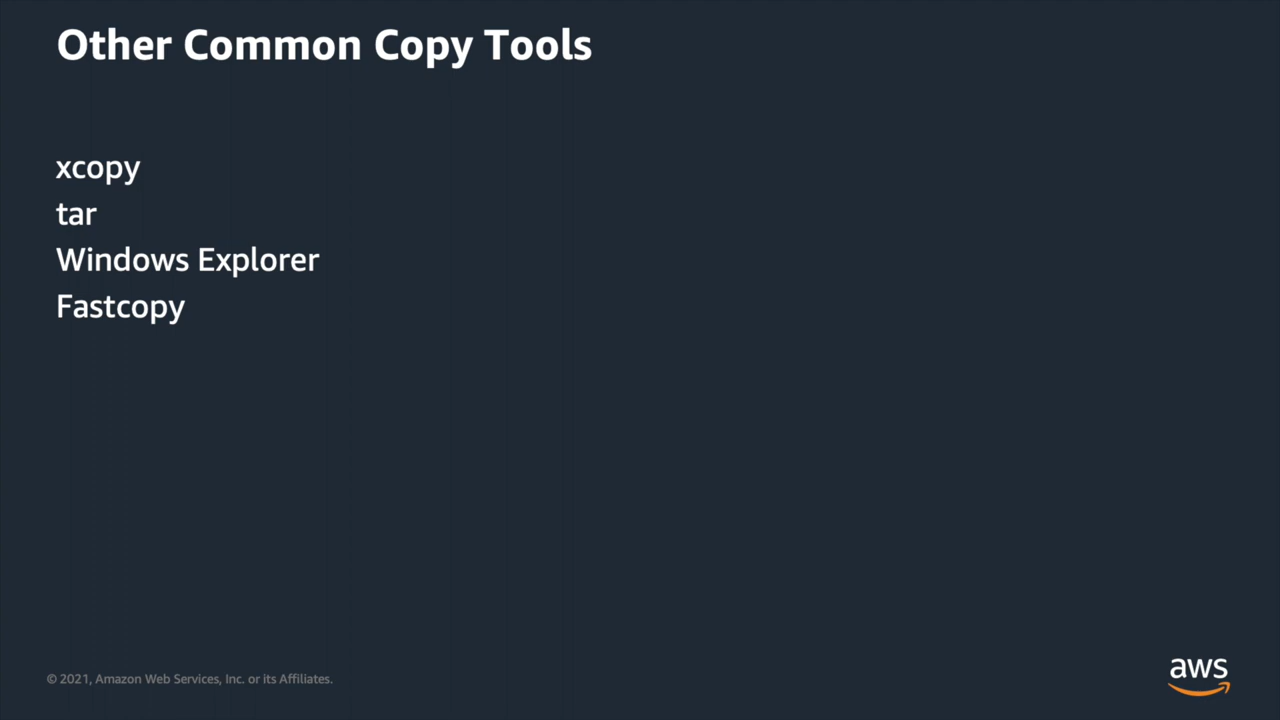 Other Common Copy Tools
xcopy
tar
Windows Explorer
Fastcopy
© 2021, Amazon Web Services, Inc. or its Affiliates.
aws